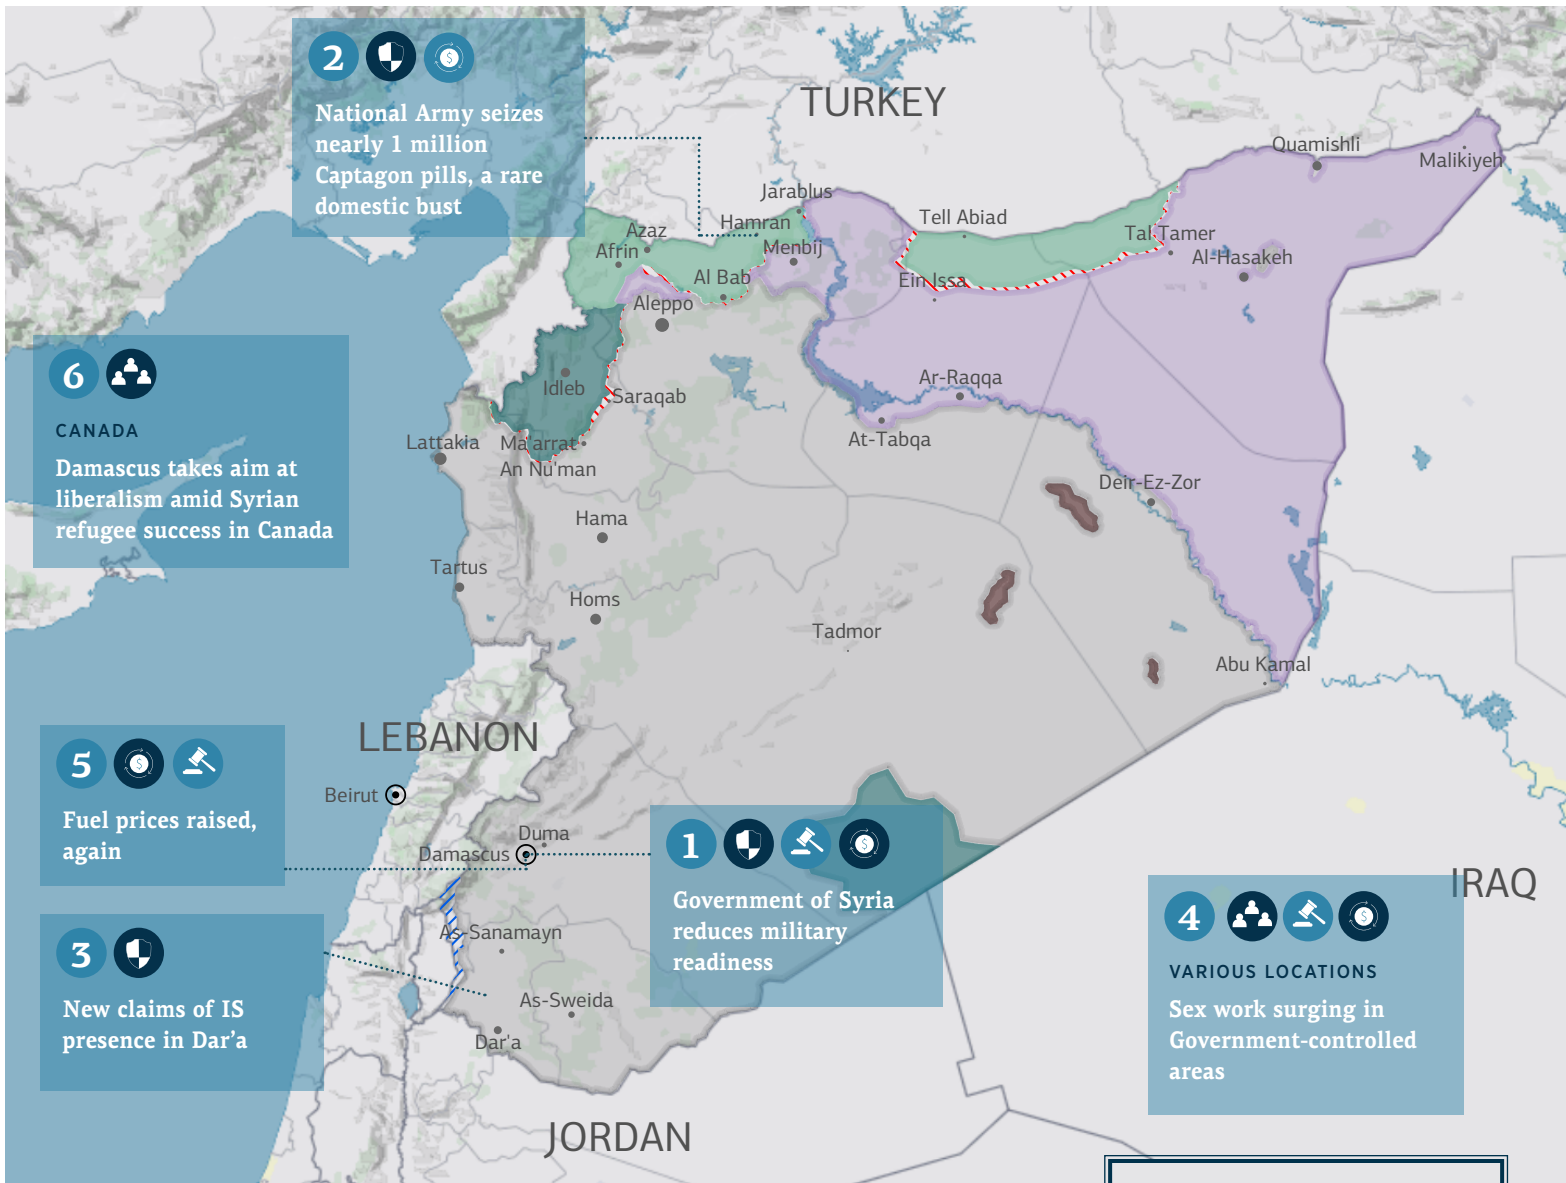 2
National Army seizes
nearly 1 million
Captagon pills, a rare
domestic bust
TURKEY
Quamishli
Malikiyeh
Jarablus
Hamran
Tell Abiad
Azaz
Afrin
Menbij
Tal Tamer
Al-Hasakeh
Al Bab
Ein Issa
Aleppo
6
CANADA
Damascus takes aim at
liberalism amid Syrian
refugee success in Canada
Idleb
Saraqab
Ar-Raqqa
At-Tabqa
Lattakia
Ma'arrat
An Nu'man
Deir-Ez-Zor
Hama
Tartus
Homs
Tadmor
Abu Kamal
LEBANON
Beirut
5
Fuel prices raised,
again
Duma
Damascus
1
Government of Syria
reduces military
readiness
IRAQ
4
VARIOUS LOCATIONS
Sex work surging in
Government-controlled
areas
3
New claims of IS
presence in Dar’a
As-Sanamayn
As-Sweida
Dar'a
JORDAN